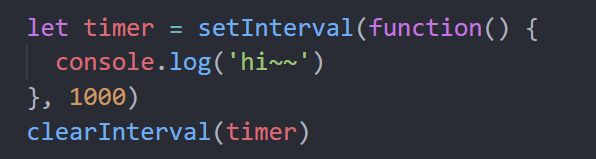 let timer = setInterval(function() {
  console.log('hi~~')
}, 1000)
clearInterval(timer)